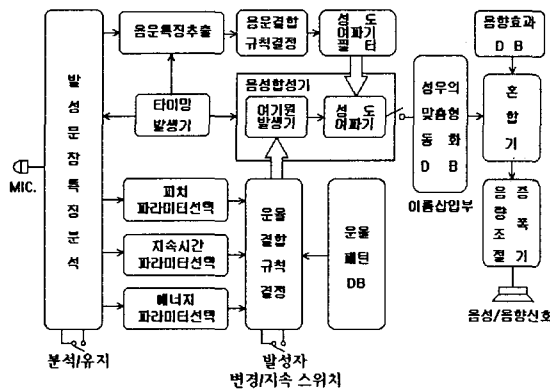 음운특징추출
음운결합
규칙결정
성 도
여파기
필 터
음향효과
D B
발성문장특징분석
타이밍
발생기
음성합성기
여기원
발생기
성 도
여파기
성우의
맞춤형
동 화
D B
이름삽입부
혼합기
MIC.
피치
파라미터선택
지속시간
파라미터선택
에너지
파라미터선택
운율
결합
규칙
결정
운율
패턴
DB
음향조절
증폭기
음성/음향신호
분석/유지
발성자
변경/지속 스위치